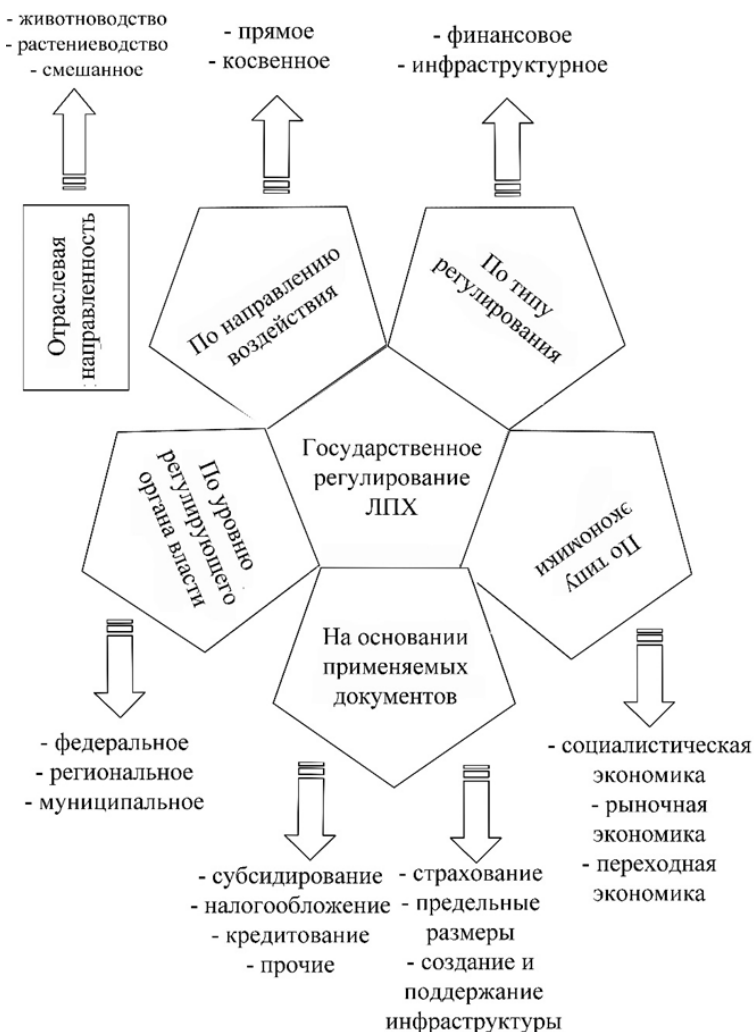 - животноводство
- растениеводство
- смешанное
- прямое
- косвенное
- финансовое
- инфраструктурное
Отраслевая
направленность
По направлению
воздействия
По типу
регулирования
Государственное
регулирование
ЛПХ
По уровню
регулирующего
органа власти
По типу
экономики
На основании
применяемых
документов
- федеральное
- региональное
- муниципальное
- субсидирование
- налогообложение
- кредитование
- прочие
- страхование
- предельные
размеры
- создание и
поддержание
инфраструктуры
- социалистическая
экономика
- рыночная
экономика
- переходная
экономика